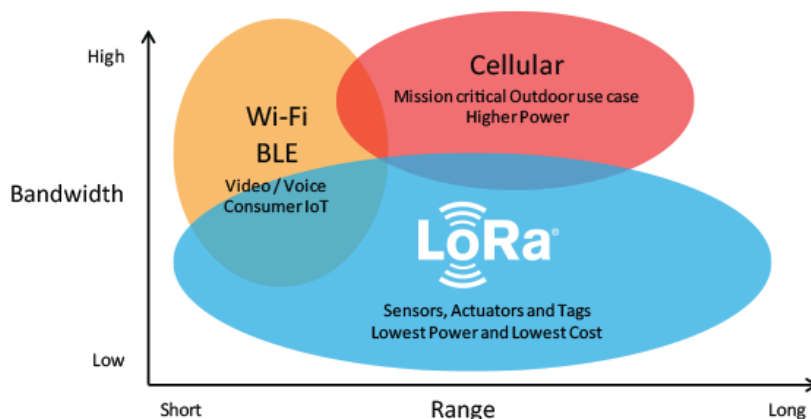 High
Bandwidth
Low
Wi-Fi
BLE
Video / Voice
Consumer IoT
Cellular
Mission critical Outdoor use case
Higher Power
LoRa®
Sensors, Actuators and Tags
Lowest Power and Lowest Cost
Short
Range
Long